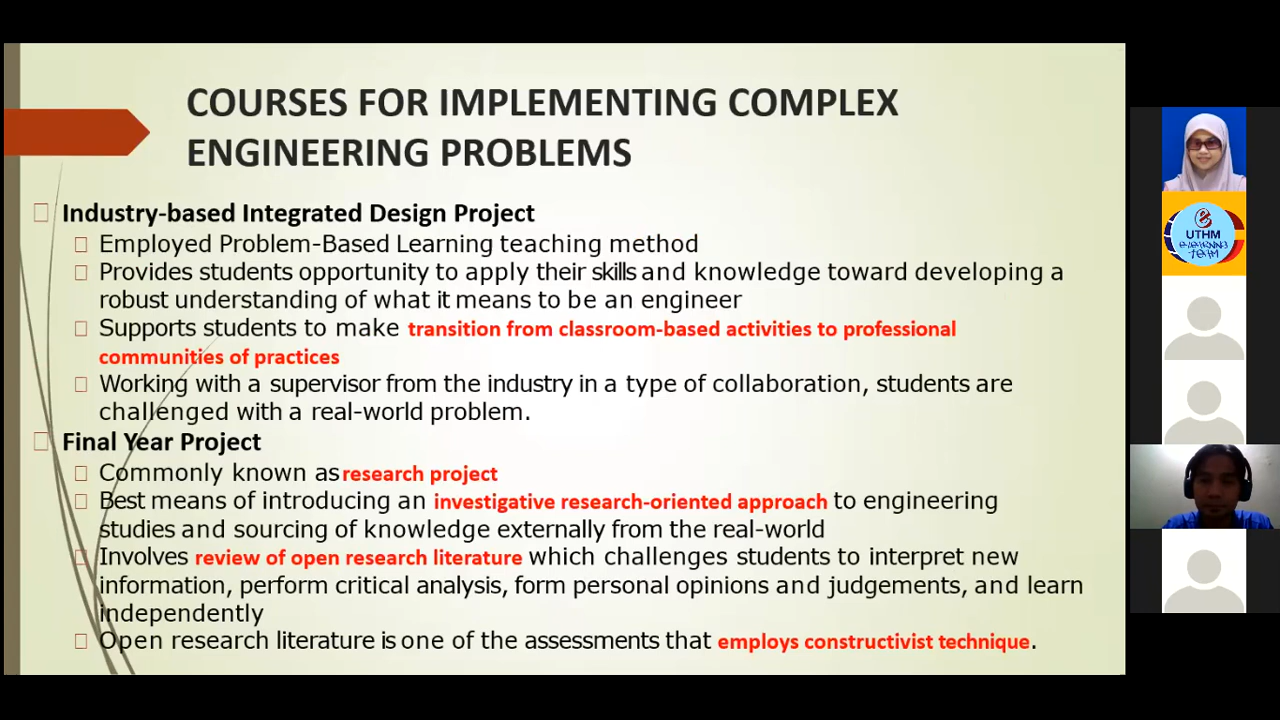 COURSES FOR IMPLEMENTING COMPLEX
ENGINEERING PROBLEMS
Industry-based Integrated Design Project
Employed Problem-Based Learning teaching method
Provides students opportunity to apply their skills and knowledge toward developing a
robust understanding of what it means to be an engineer
Supports students to make transition from classroom-based activities to professional
communities of practices
Working with a supervisor from the industry in a type of collaboration, students are
challenged with a real-world problem.
Final Year Project
Commonly known as research project
Best means of introducing an investigative research-oriented approach to engineering
studies and sourcing of knowledge externally from the real-world
Involves review of open research literature which challenges students to interpret new
information, perform critical analysis, form personal opinions and judgements, and learn
independently
Open research literature is one of the assessments that employs constructivist technique.
e
UTHM
eLearning
TEAM